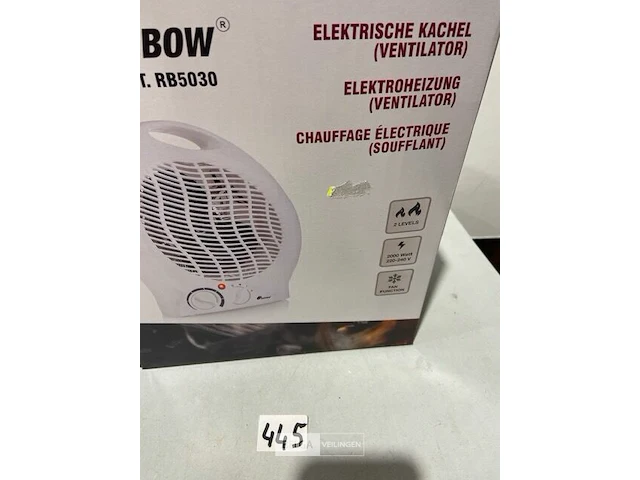 BOW®
T. RB5030
ELEKTRISCHE KACHEL
(VENTILATOR)
ELEKTROHEIZUNG
(VENTILATOR)
CHAUFFAGE ÉLECTRIQUE
(SOUFFLANT)
2 LEVELS
2000 Watt
220-240 V
FAN
FUNCTION
445
VEILINGEN